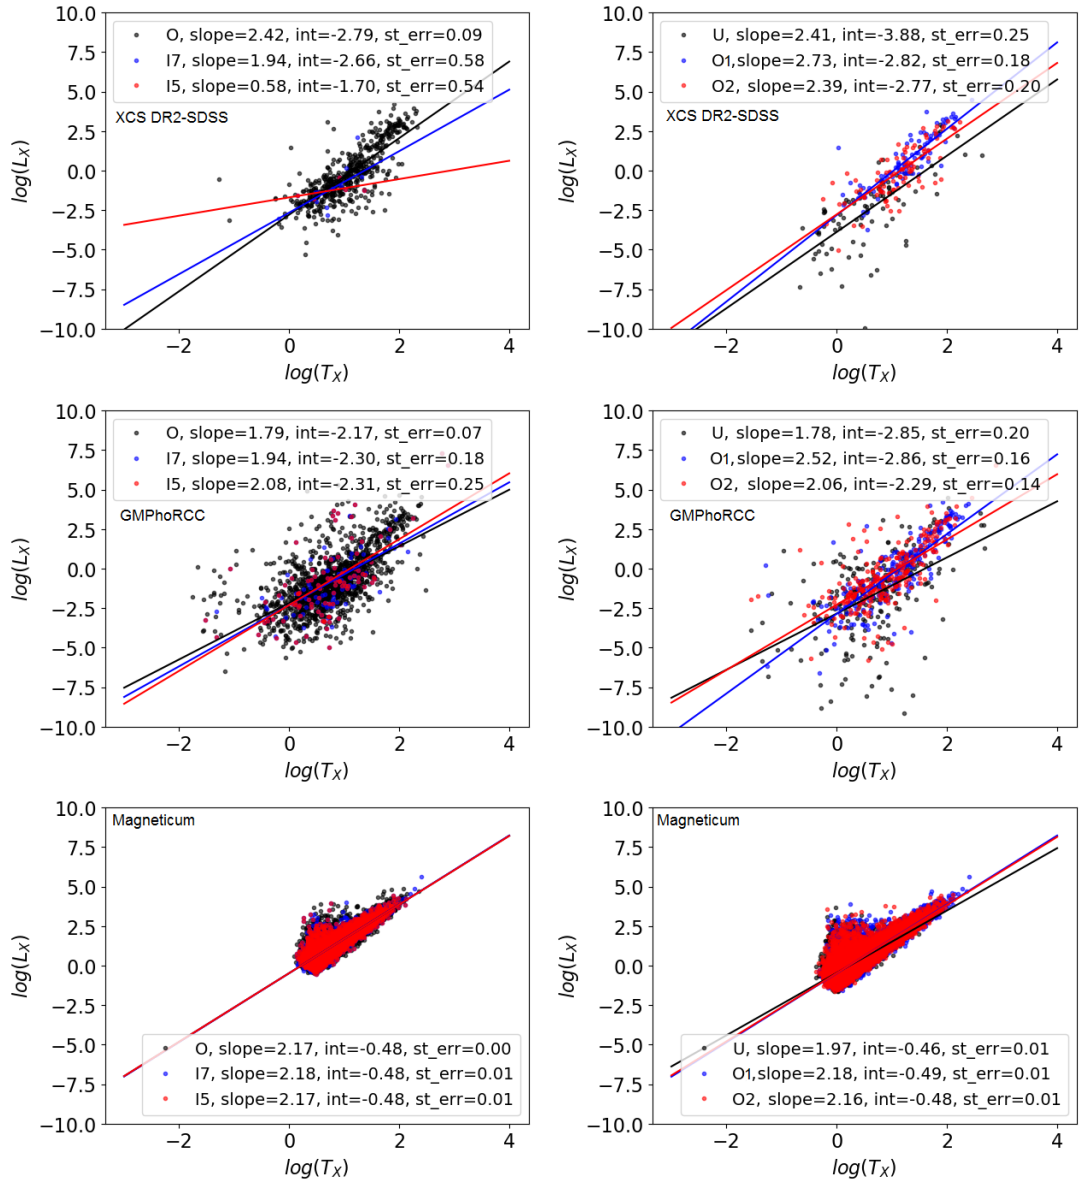 10.0
7.5
5.0
2.5
0.0
−2.5
−5.0
−7.5
−10.0
log(L_X)
O, slope=2.42, int=-2.79, st_err=0.09
I7, slope=1.94, int=-2.66, st_err=0.58
I5, slope=0.58, int=-1.70, st_err=0.54
XCS DR2-SDSS
−2 0 2 4
log(T_X)
10.0
7.5
5.0
2.5
0.0
−2.5
−5.0
−7.5
−10.0
log(L_X)
U, slope=2.41, int=-3.88, st_err=0.25
O1,slope=2.73, int=-2.82, st_err=0.18
O2, slope=2.39, int=-2.77, st_err=0.20
XCS DR2-SDSS
−2 0 2 4
log(T_X)
10.0
7.5
5.0
2.5
0.0
−2.5
−5.0
−7.5
−10.0
log(L_X)
O, slope=1.79, int=-2.17, st_err=0.07
I7, slope=1.94, int=-2.30, st_err=0.18
I5, slope=2.08, int=-2.31, st_err=0.25
GMPhoRCC
−2 0 2 4
log(T_X)
10.0
7.5
5.0
2.5
0.0
−2.5
−5.0
−7.5
−10.0
log(L_X)
U, slope=1.78, int=-2.85, st_err=0.20
O1,slope=2.52, int=-2.86, st_err=0.16
O2, slope=2.06, int=-2.29, st_err=0.14
GMPhoRCC
−2 0 2 4
log(T_X)
10.0
7.5
5.0
2.5
0.0
−2.5
−5.0
−7.5
−10.0
log(L_X)
Magneticum
O, slope=2.17, int=-0.48, st_err=0.00
I7, slope=2.18, int=-0.48, st_err=0.01
I5, slope=2.17, int=-0.48, st_err=0.01
−2 0 2 4
log(T_X)
10.0
7.5
5.0
2.5
0.0
−2.5
−5.0
−7.5
−10.0
log(L_X)
Magneticum
U, slope=1.97, int=-0.46, st_err=0.01
O1,slope=2.18, int=-0.49, st_err=0.01
O2, slope=2.16, int=-0.48, st_err=0.01
−2 0 2 4
log(T_X)